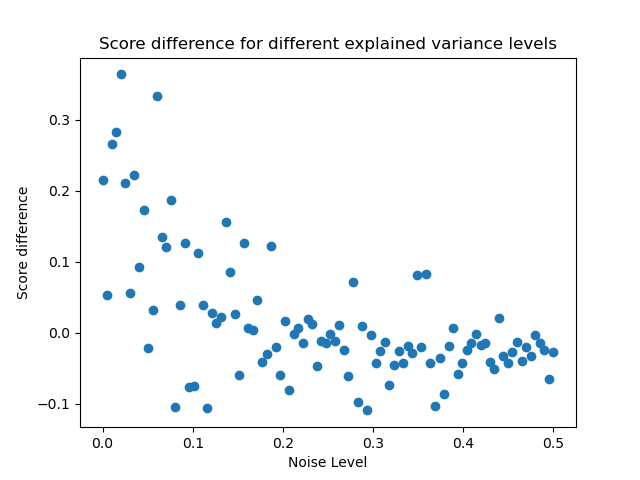 Score difference for different explained variance levels
Score difference
0.3
0.2
0.1
0.0
−0.1
0.0 0.1 0.2 0.3 0.4 0.5
Noise Level